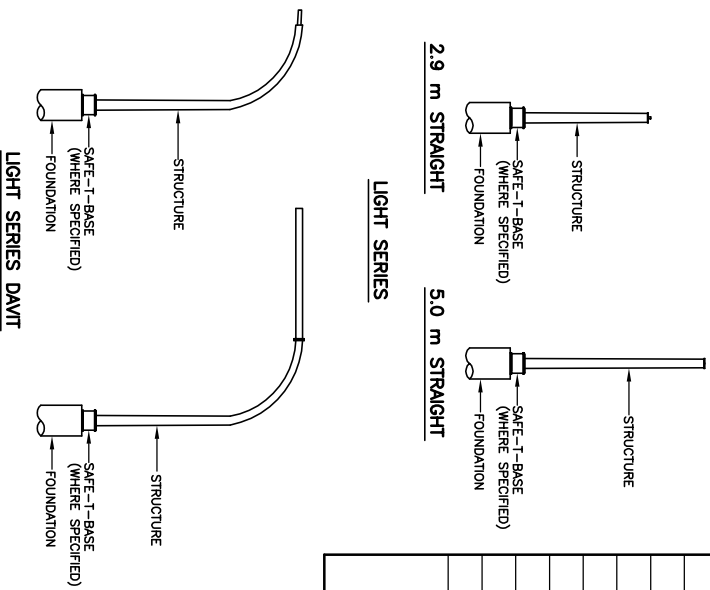 STRUCTURE
SAFE-T-BASE
(WHERE SPECIFIED)
FOUNDATION
2.9 m STRAIGHT
STRUCTURE
SAFE-T-BASE
(WHERE SPECIFIED)
FOUNDATION
5.0 m STRAIGHT
LIGHT SERIES
STRUCTURE
SAFE-T-BASE
(WHERE SPECIFIED)
FOUNDATION
STRUCTURE
SAFE-T-BASE
(WHERE SPECIFIED)
FOUNDATION
LIGHT SERIES DAVIT